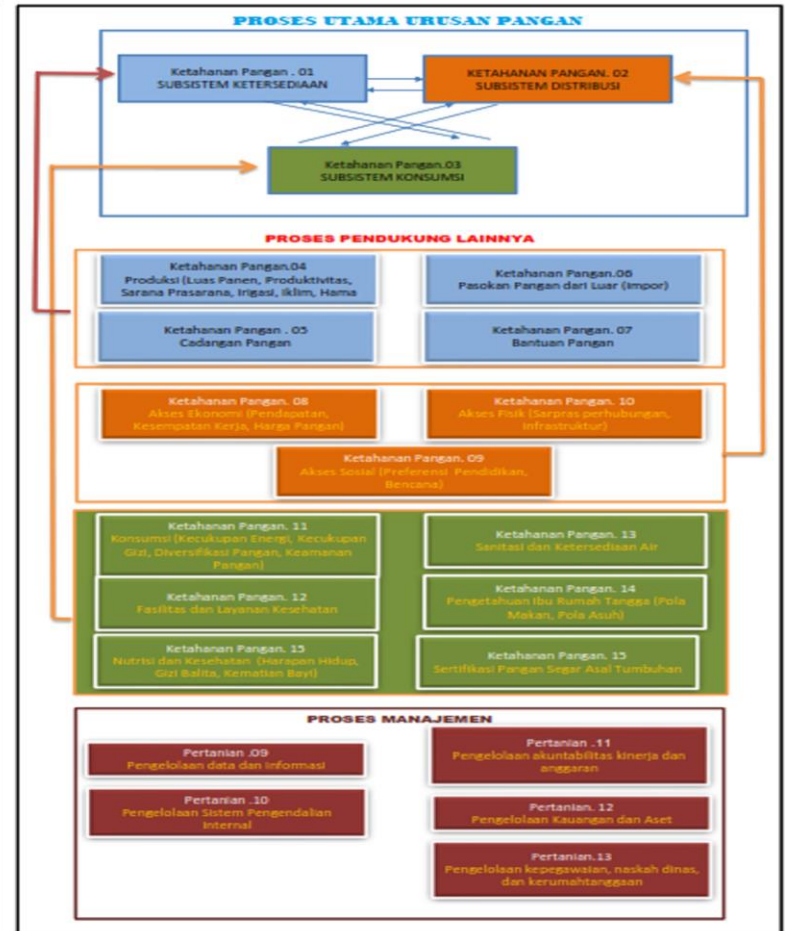 PROSES UTAMA URUSAN PANGAN
Ketahanan Pangan . 01
SUBSISTEM KETERSEDIAAN
KETAHANAN PANGAN. 02
SUBSISTEM DISTRIBUSI
Ketahanan Pangan.03
SUBSISTEM KONSUMSI
PROSES PENDUKUNG LAINNYA
Ketahanan Pangan.04
Produksi (Luas Panen, Produktivitas,
Sarana Prasarana, Irigasi, Iklim, Hama
Ketahanan Pangan.06
Pasokan Pangan dari Luar (Impor)
Ketahanan Pangan . 05
Cadangan Pangan
Ketahanan Pangan. 07
Bantuan Pangan
Ketahanan Pangan. 08
Akses Ekonomi (Pendapatan,
Kesempatan Kerja, Harga Pangan)
Ketahanan Pangan. 10
Akses Fisik (Sarpras perhubungan,
Infrastruktur)
Ketahanan Pangan. 09
Akses Sosial (Preferensi Pendidikan,
Bencana)
Ketahanan Pangan. 11
Konsumsi (Kecukupan Energi, Kecukupan
Gizi, Diversifikasi Pangan, Keamanan
Pangan)
Ketahanan Pangan. 13
Sanitasi dan Ketersediaan Air
Ketahanan Pangan. 12
Fasilitas dan Layanan Kesehatan
Ketahanan Pangan. 14
Pengetahuan Ibu Rumah Tangga (Pola
Makan, Pola Asuh)
Ketahanan Pangan. 15
Nutrisi dan Kesehatan (Harapan Hidup,
Gizi Balita, Kematian Bayi)
Ketahanan Pangan. 15
Sertifikasi Pangan Segar Asal Tumbuhan
PROSES MANAJEMEN
Pertanian .09
Pengelolaan data dan informasi
Pertanian .11
Pengelolaan akuntabilitas kinerja dan
anggaran
Pertanian .10
Pengelolaan Sistem Pengendalian
Internal
Pertanian. 12
Pengelolaan Kauangan dan Aset
Pertanian.13
Pengelolaan kepegawaian, naskah dinas,
dan kerumahtanggaan